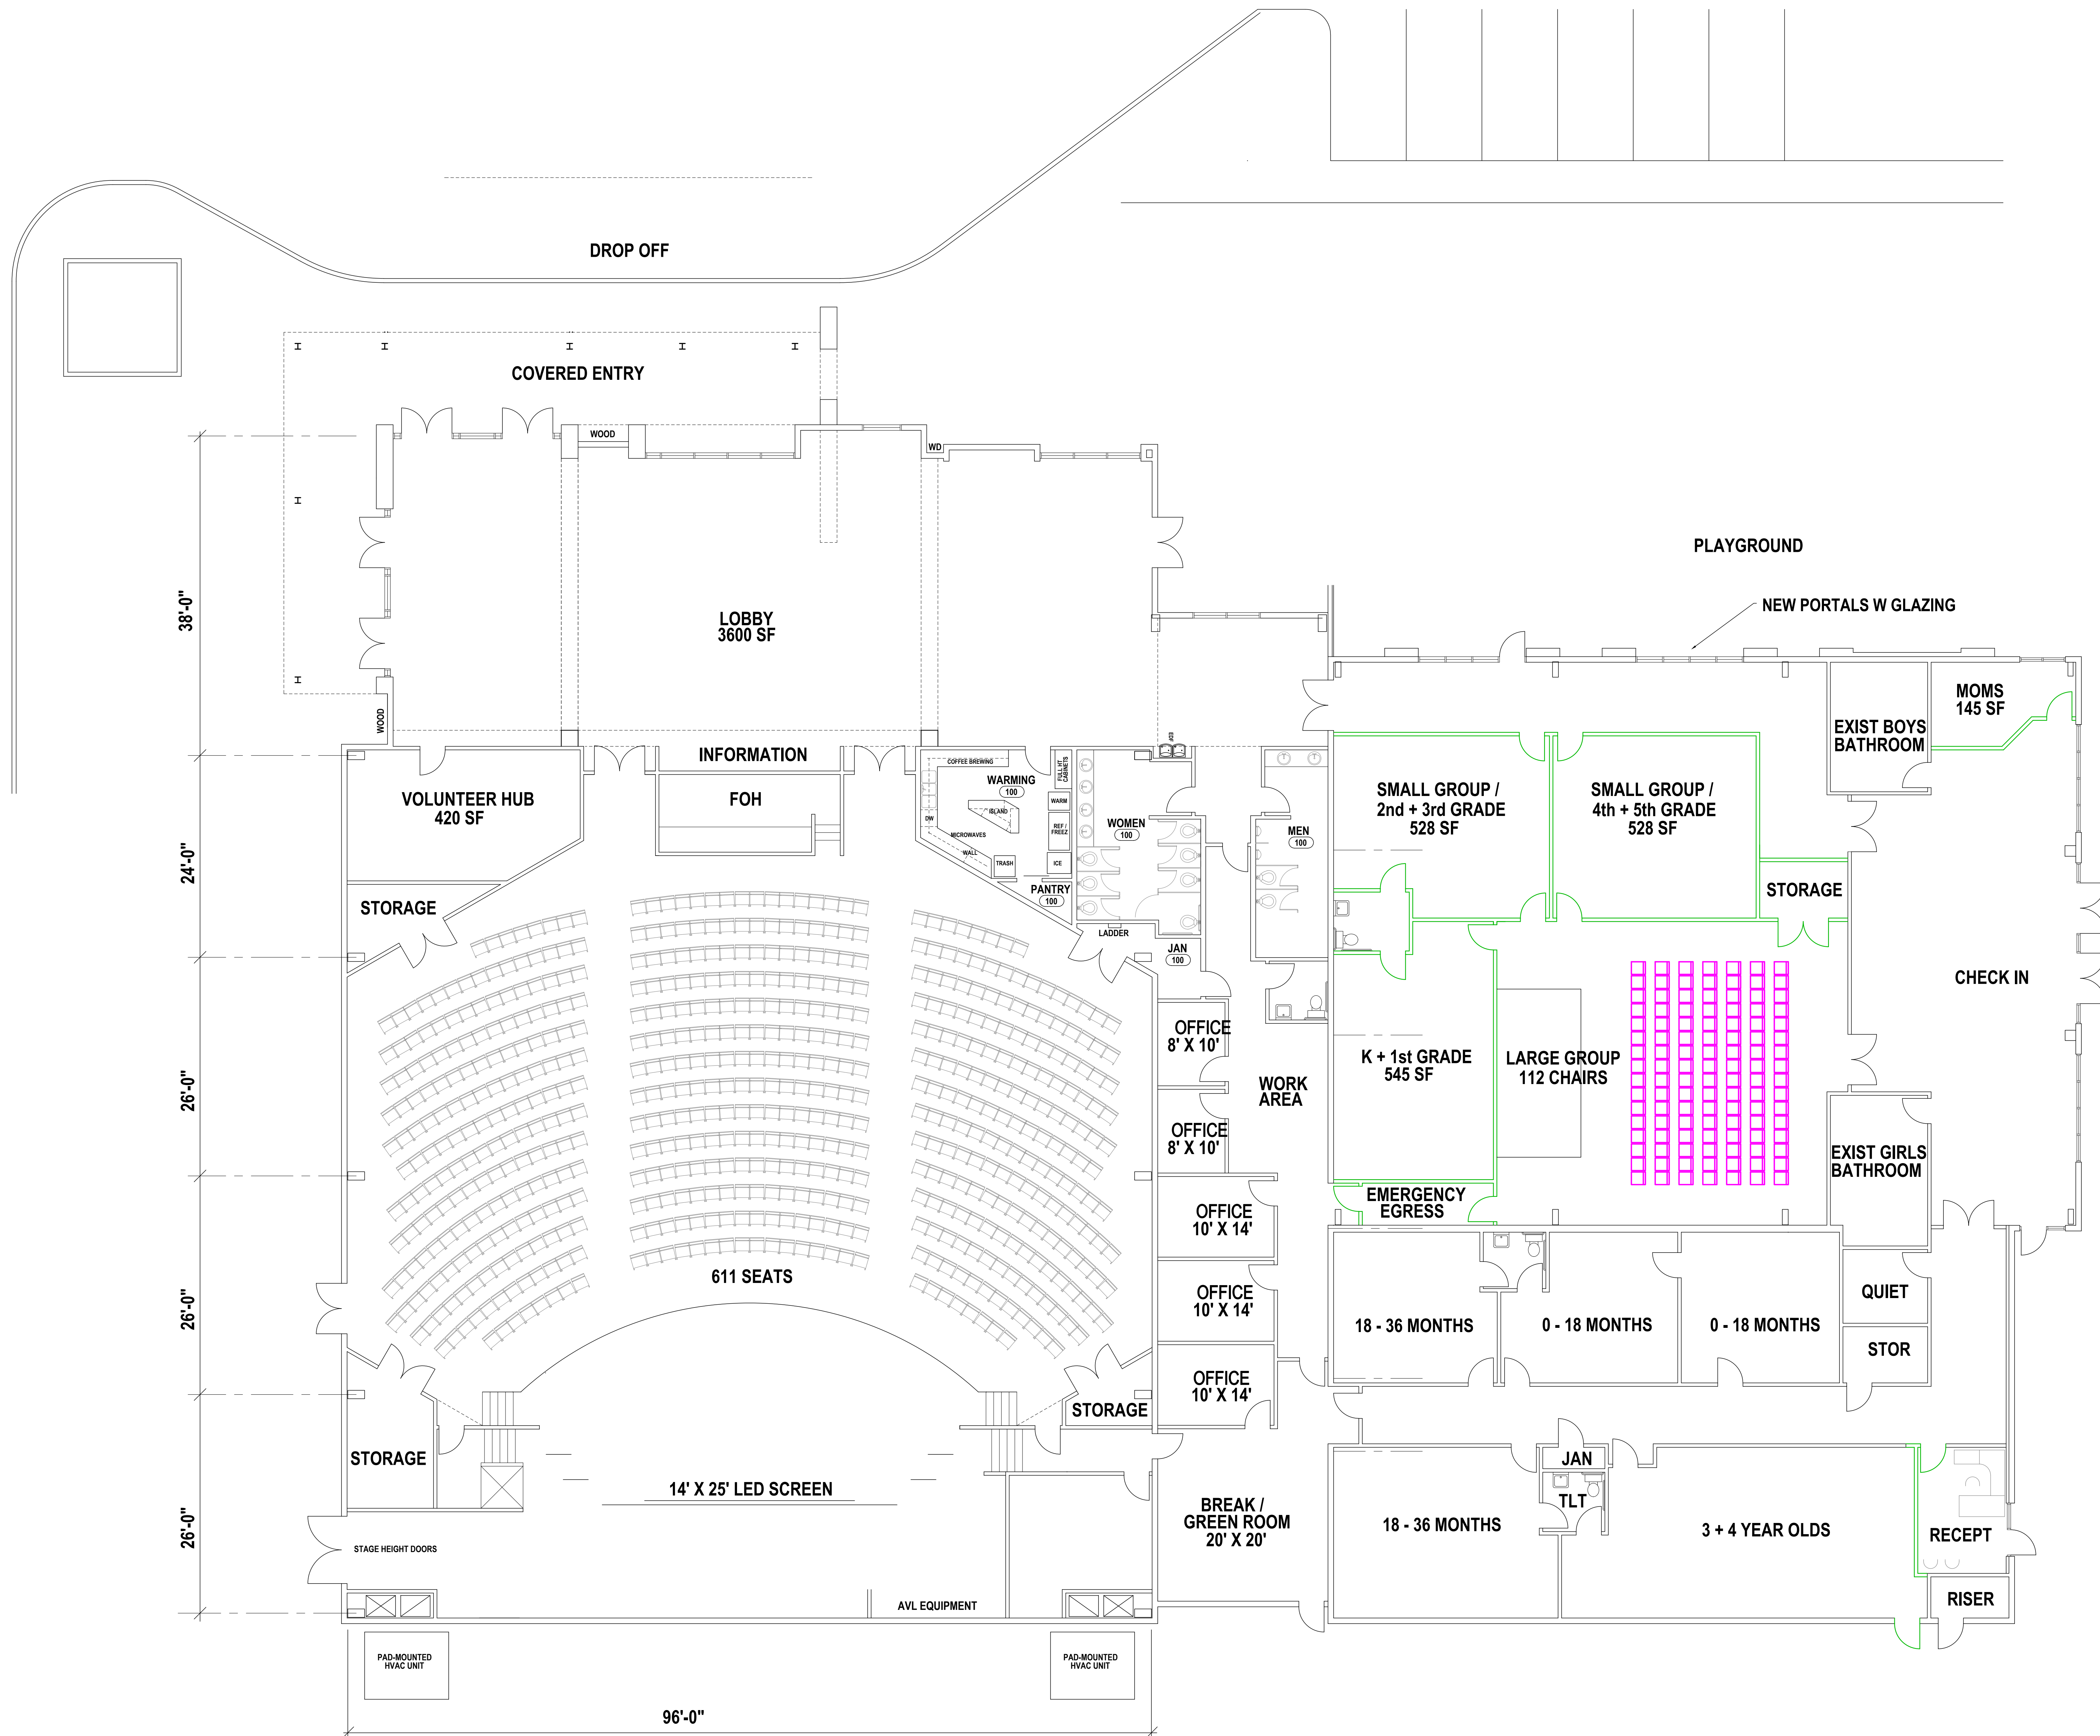 DROP OFF
COVERED ENTRY
WOOD
WD
38'-0"
LOBBY
3600 SF
PLAYGROUND
NEW PORTALS W GLAZING
WOOD
INFORMATION
EDF
MOMS
145 SF
EXIST BOYS
BATHROOM
COFFEE BREWING
FULL HT
CABINETS
WARMING
100
VOLUNTEER HUB
420 SF
FOH
WARM
ISLAND
DW
MICROWAVES
REF /
FREEZ
WALL
TRASH
ICE
WOMEN
100
MEN
100
SMALL GROUP /
2nd + 3rd GRADE
528 SF
SMALL GROUP /
4th + 5th GRADE
528 SF
24'-0"
STORAGE
PANTRY
100
STORAGE
LADDER
JAN
100
CHECK IN
OFFICE
8' X 10'
K + 1st GRADE
545 SF
LARGE GROUP
112 CHAIRS
26'-0"
WORK
AREA
OFFICE
8' X 10'
EXIST GIRLS
BATHROOM
EMERGENCY
EGRESS
OFFICE
10' X 14'
611 SEATS
26'-0"
OFFICE
10' X 14'
QUIET
18 - 36 MONTHS
0 - 18 MONTHS
0 - 18 MONTHS
STOR
OFFICE
10' X 14'
STORAGE
STORAGE
JAN
14' X 25' LED SCREEN
TLT
BREAK /
GREEN ROOM
20' X 20'
18 - 36 MONTHS
3 + 4 YEAR OLDS
RECEPT
26'-0"
STAGE HEIGHT DOORS
AVL EQUIPMENT
RISER
PAD-MOUNTED
HVAC UNIT
PAD-MOUNTED
HVAC UNIT
96'-0"